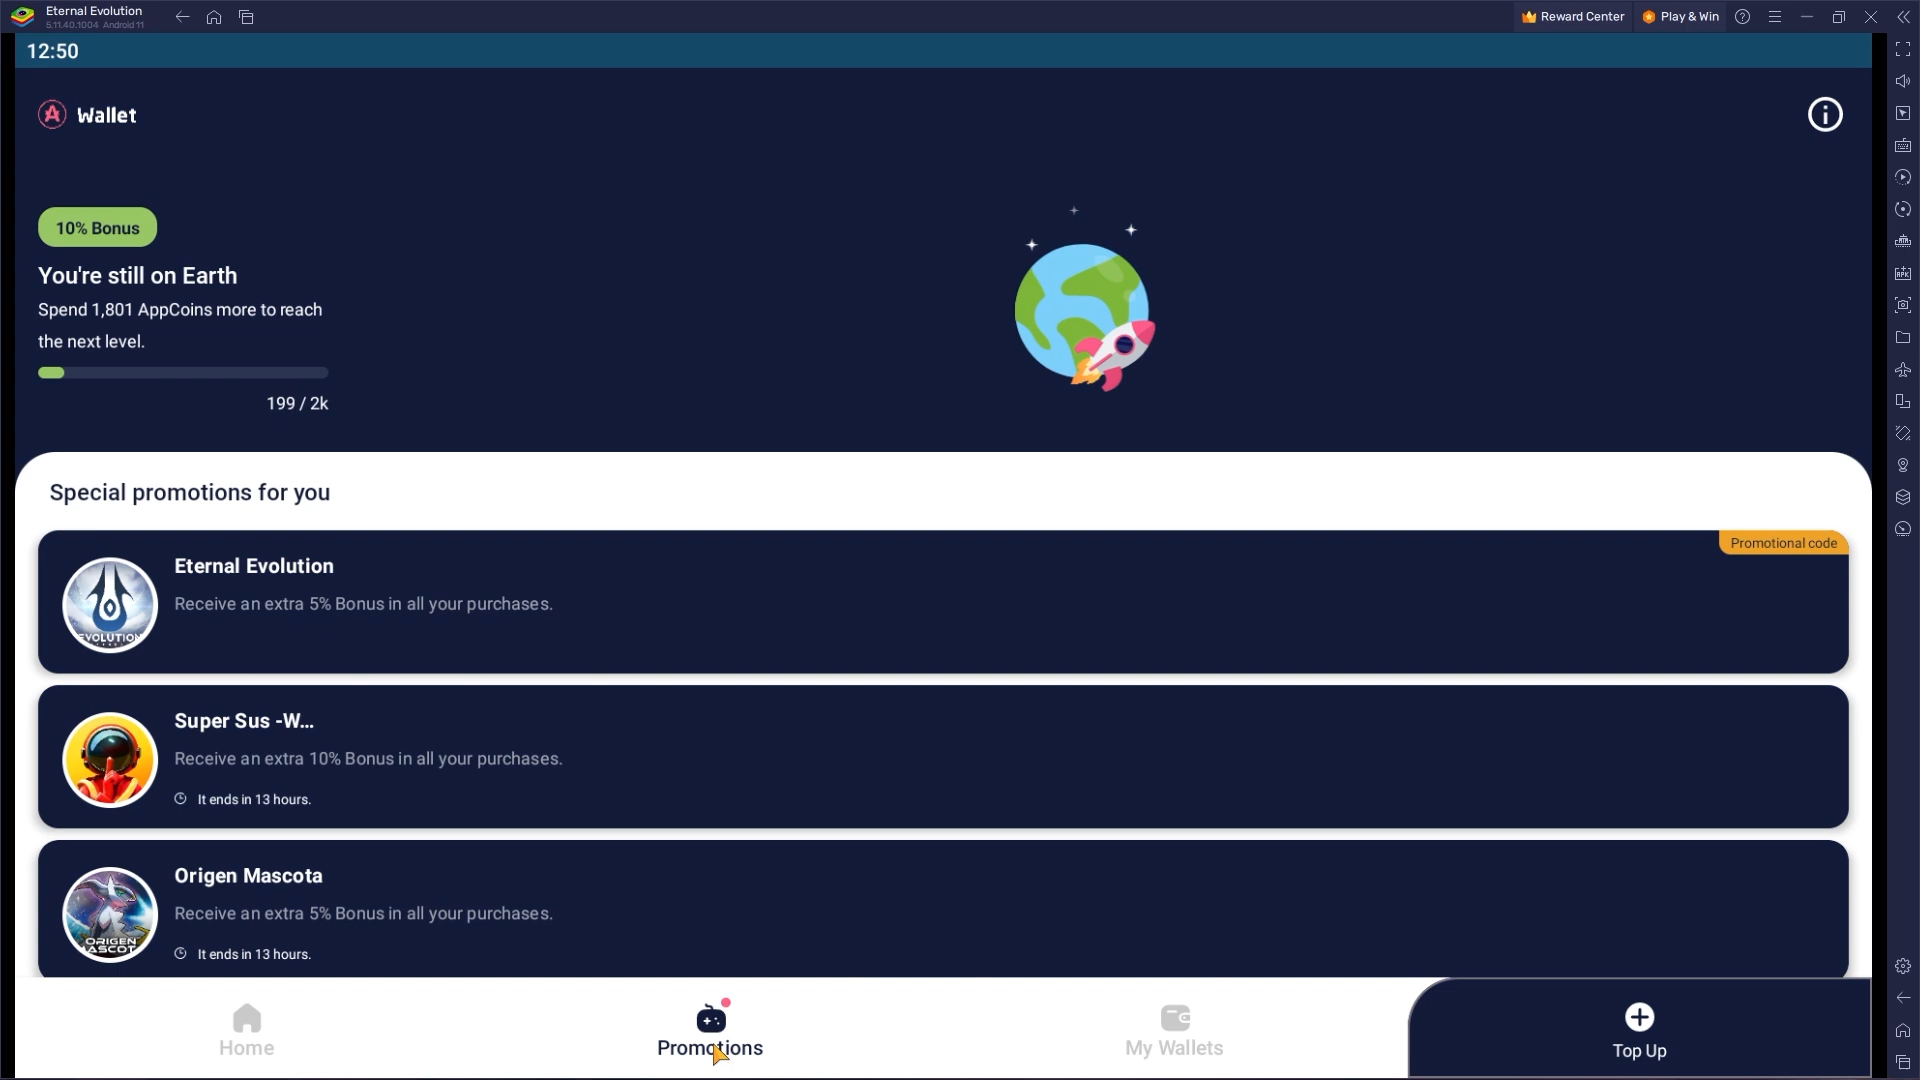 Eternal Evolution
5.11.40.1004 Android 11
Reward Center
Play & Win
12:50
Wallet
10% Bonus
You're still on Earth
Spend 1,801 AppCoins more to reach
the next level.
199 / 2k
Special promotions for you
Promotional code
Eternal Evolution
Receive an extra 5% Bonus in all your purchases.
EVOLUTION
Super Sus -W...
Receive an extra 10% Bonus in all your purchases.
It ends in 13 hours.
Origen Mascota
Receive an extra 5% Bonus in all your purchases.
ORIGEN
It ends in 13 hours.
Home
Promotions
My Wallets
Top Up